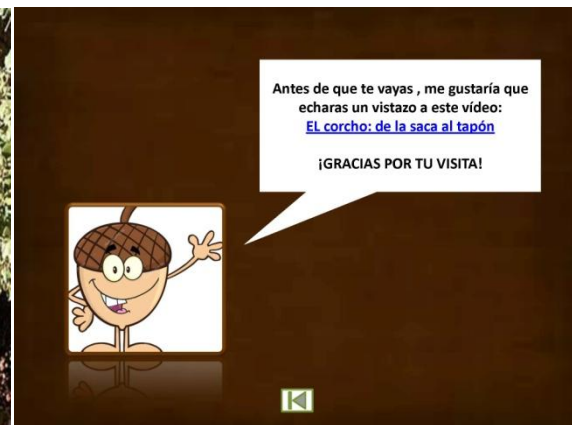 Antes de que te vayas , me gustaría que
echaras un vistazo a este vídeo:
EL corcho: de la saca al tapón
¡GRACIAS POR TU VISITA!